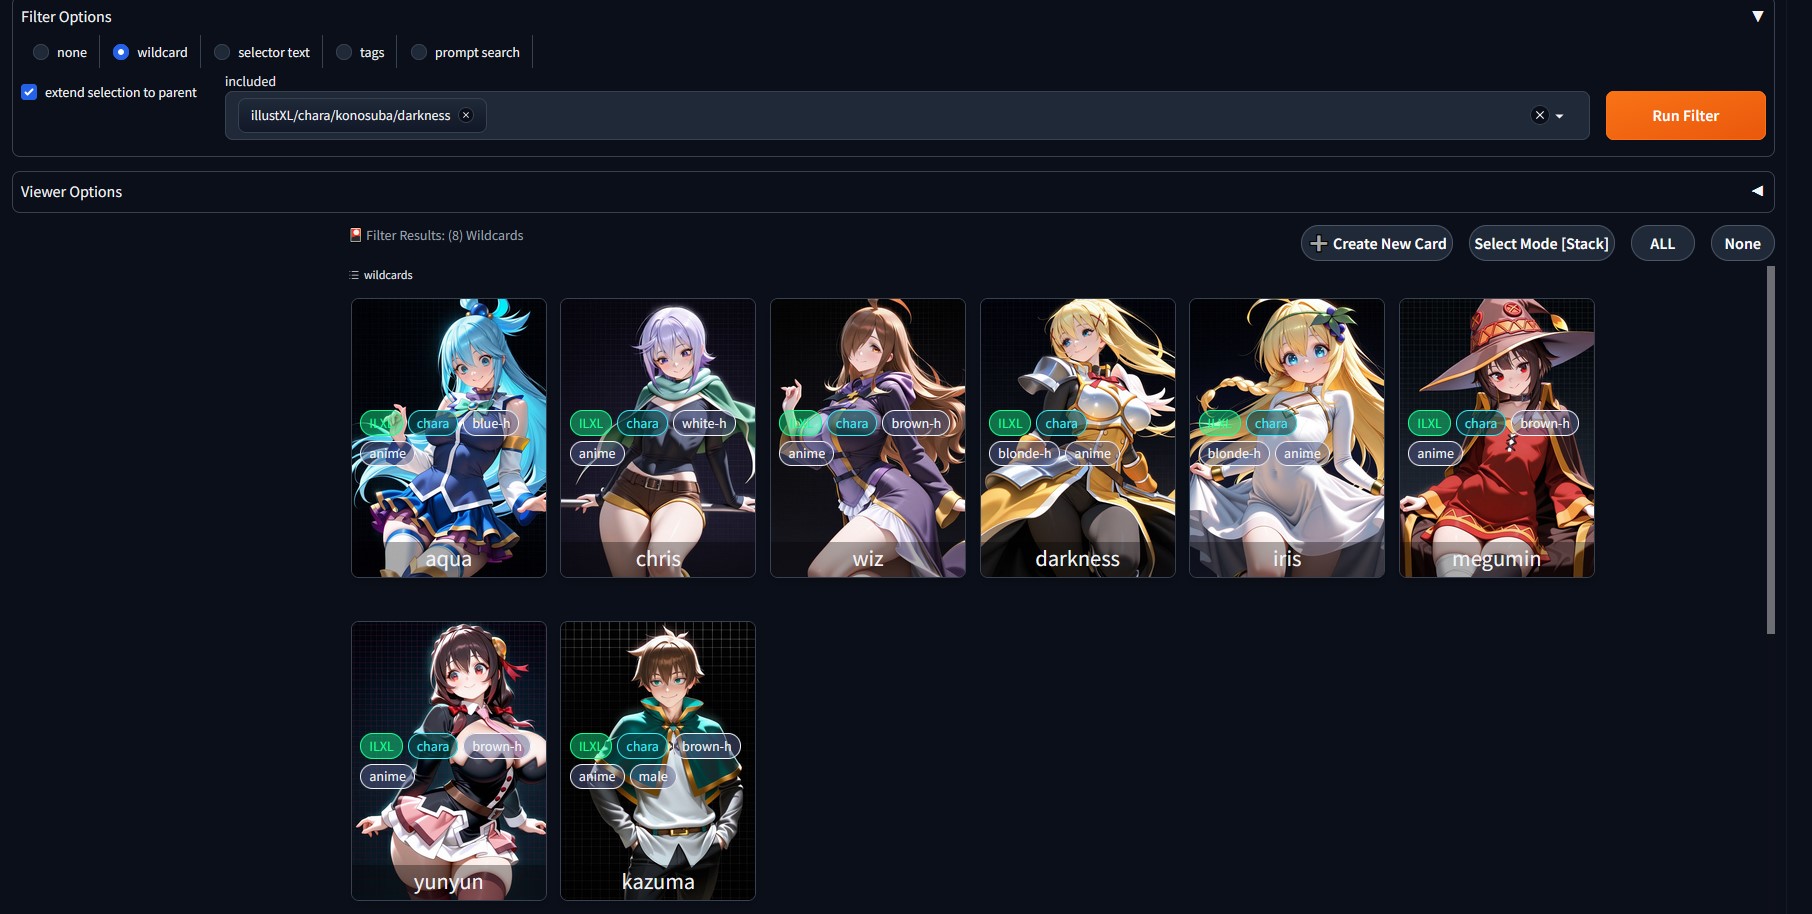 Filter Options
none wildcard selector text tags prompt search
extend selection to parent
included
illustXL/chara/konosuba/darkness
Run Filter
Viewer Options
Filter Results: (8) Wildcards
Create New Card Select Mode [Stack] ALL None
wildcards
ILXL chara blue-h
anime
aqua
ILXL chara white-h
anime
chris
ILXL chara brown-h
anime
wiz
ILXL chara
blonde-h anime
darkness
ILXL chara
blonde-h anime
iris
ILXL chara brown-h
anime
megumin
ILXL chara brown-h
anime
yunyun
ILXL chara brown-h
anime male
kazuma